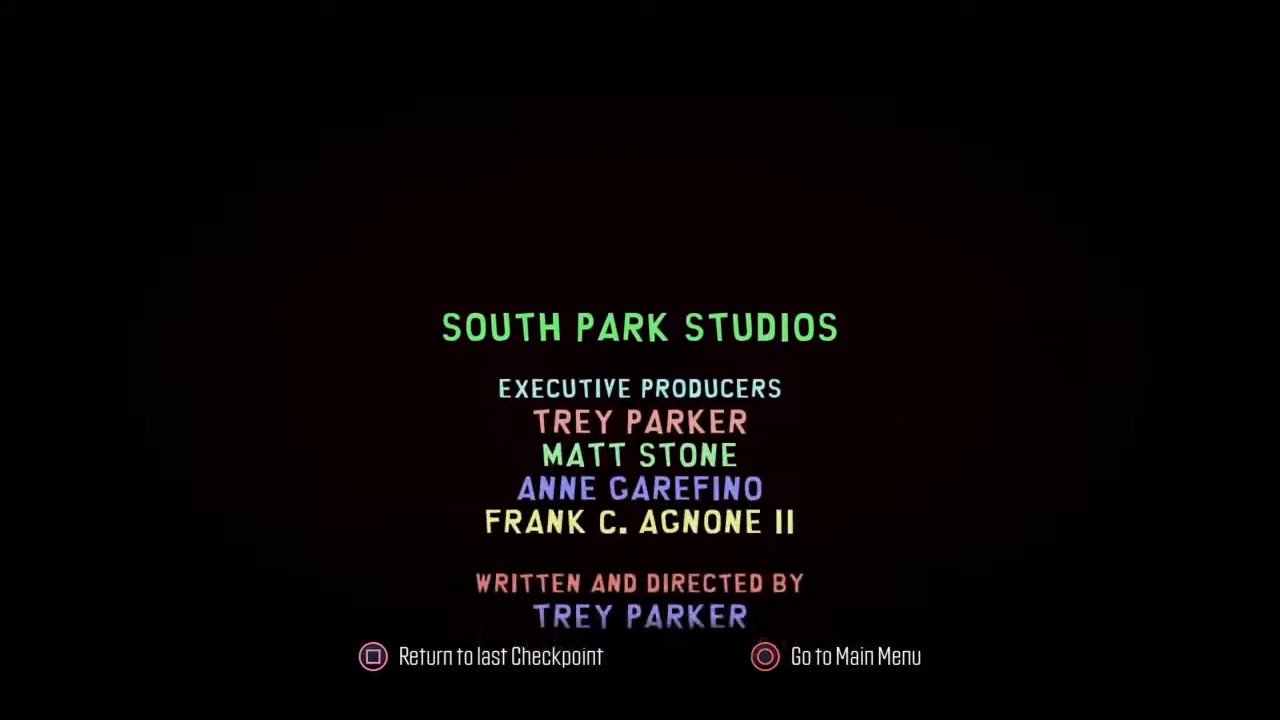 SOUTH PARK STUDIOS
EXECUTIVE PRODUCERS
TREY PARKER
MATT STONE
ANNE GAREFINO
FRANK C. AGNONE II
WRITTEN AND DIRECTED BY
TREY PARKER
Return to last Checkpoint
Go to Main Menu